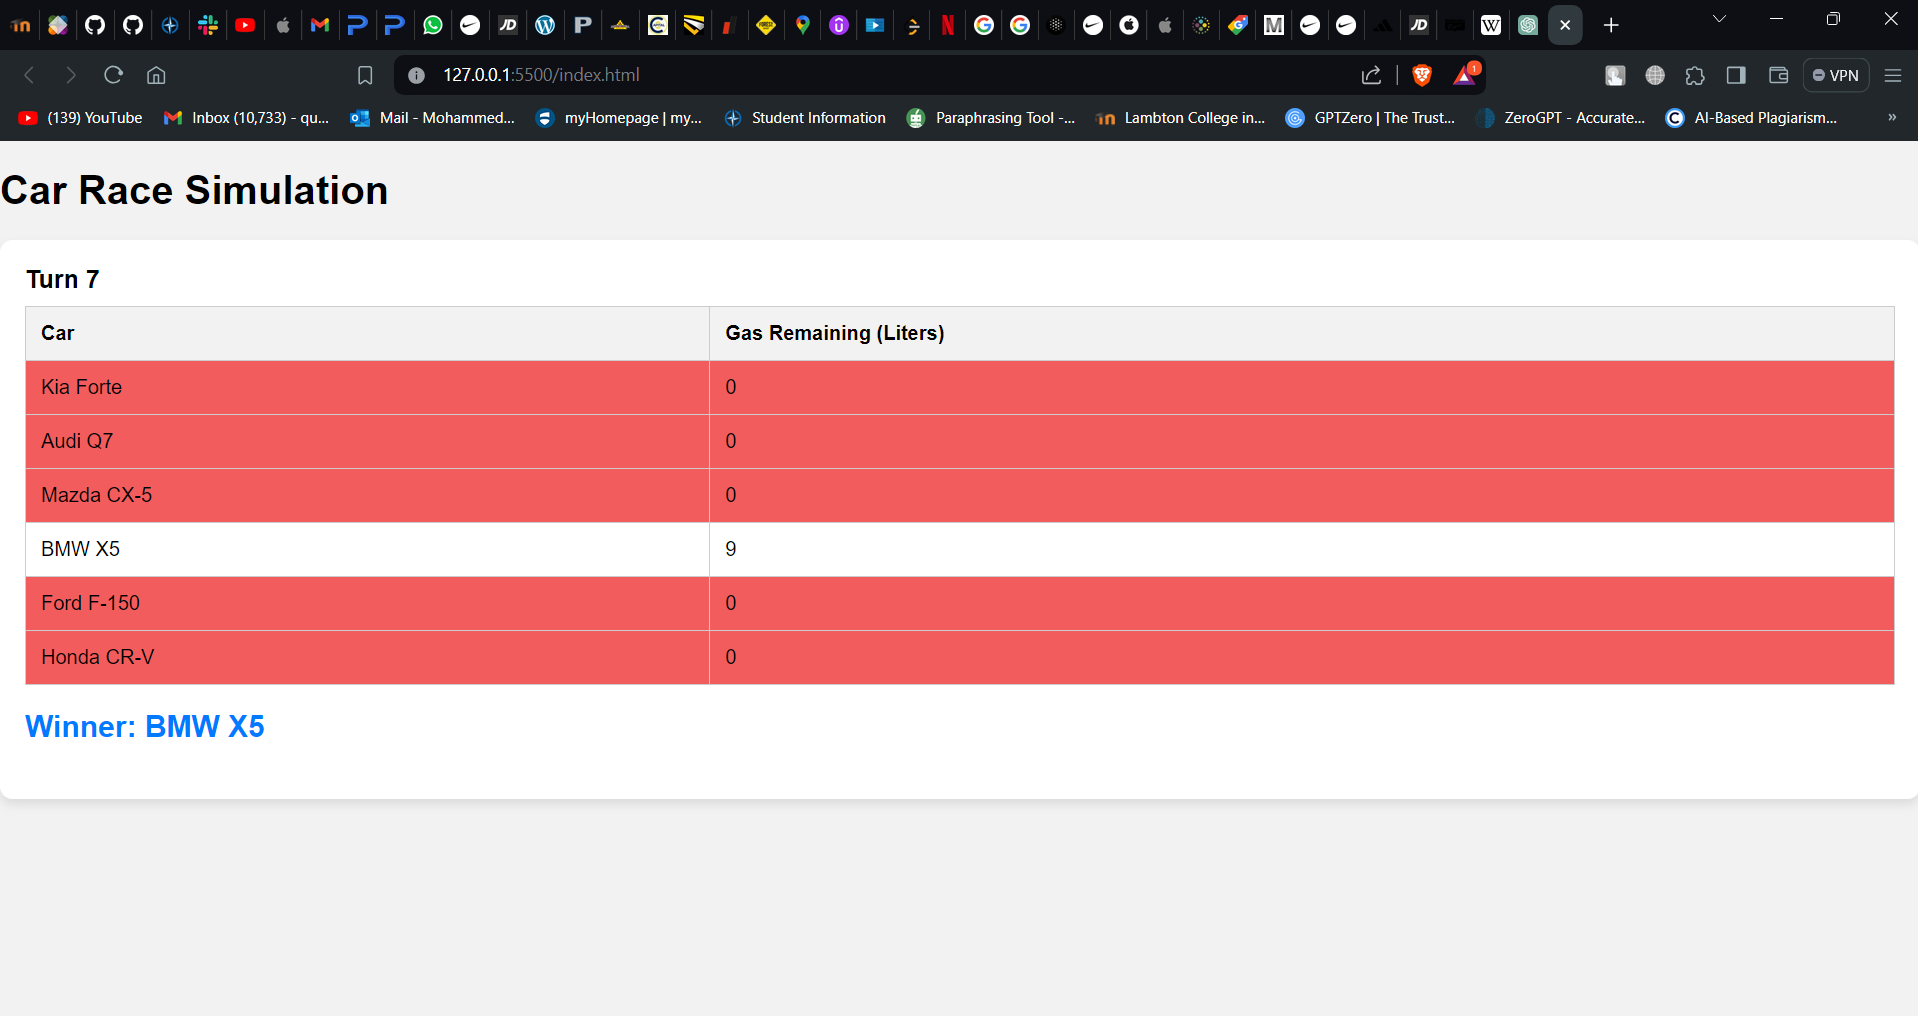 127.0.0.1:5500/index.html
1
VPN
(139) YouTube
Inbox (10,733) - qu...
Mail - Mohammed...
myHomepage | my...
Student Information
Paraphrasing Tool -...
Lambton College in...
GPTZero | The Trust...
ZeroGPT - Accurate...
AI-Based Plagiarism...
Car Race Simulation
Turn 7
Car Gas Remaining (Liters)
Kia Forte 0
Audi Q7 0
Mazda CX-5 0
BMW X5 9
Ford F-150 0
Honda CR-V 0
Winner: BMW X5